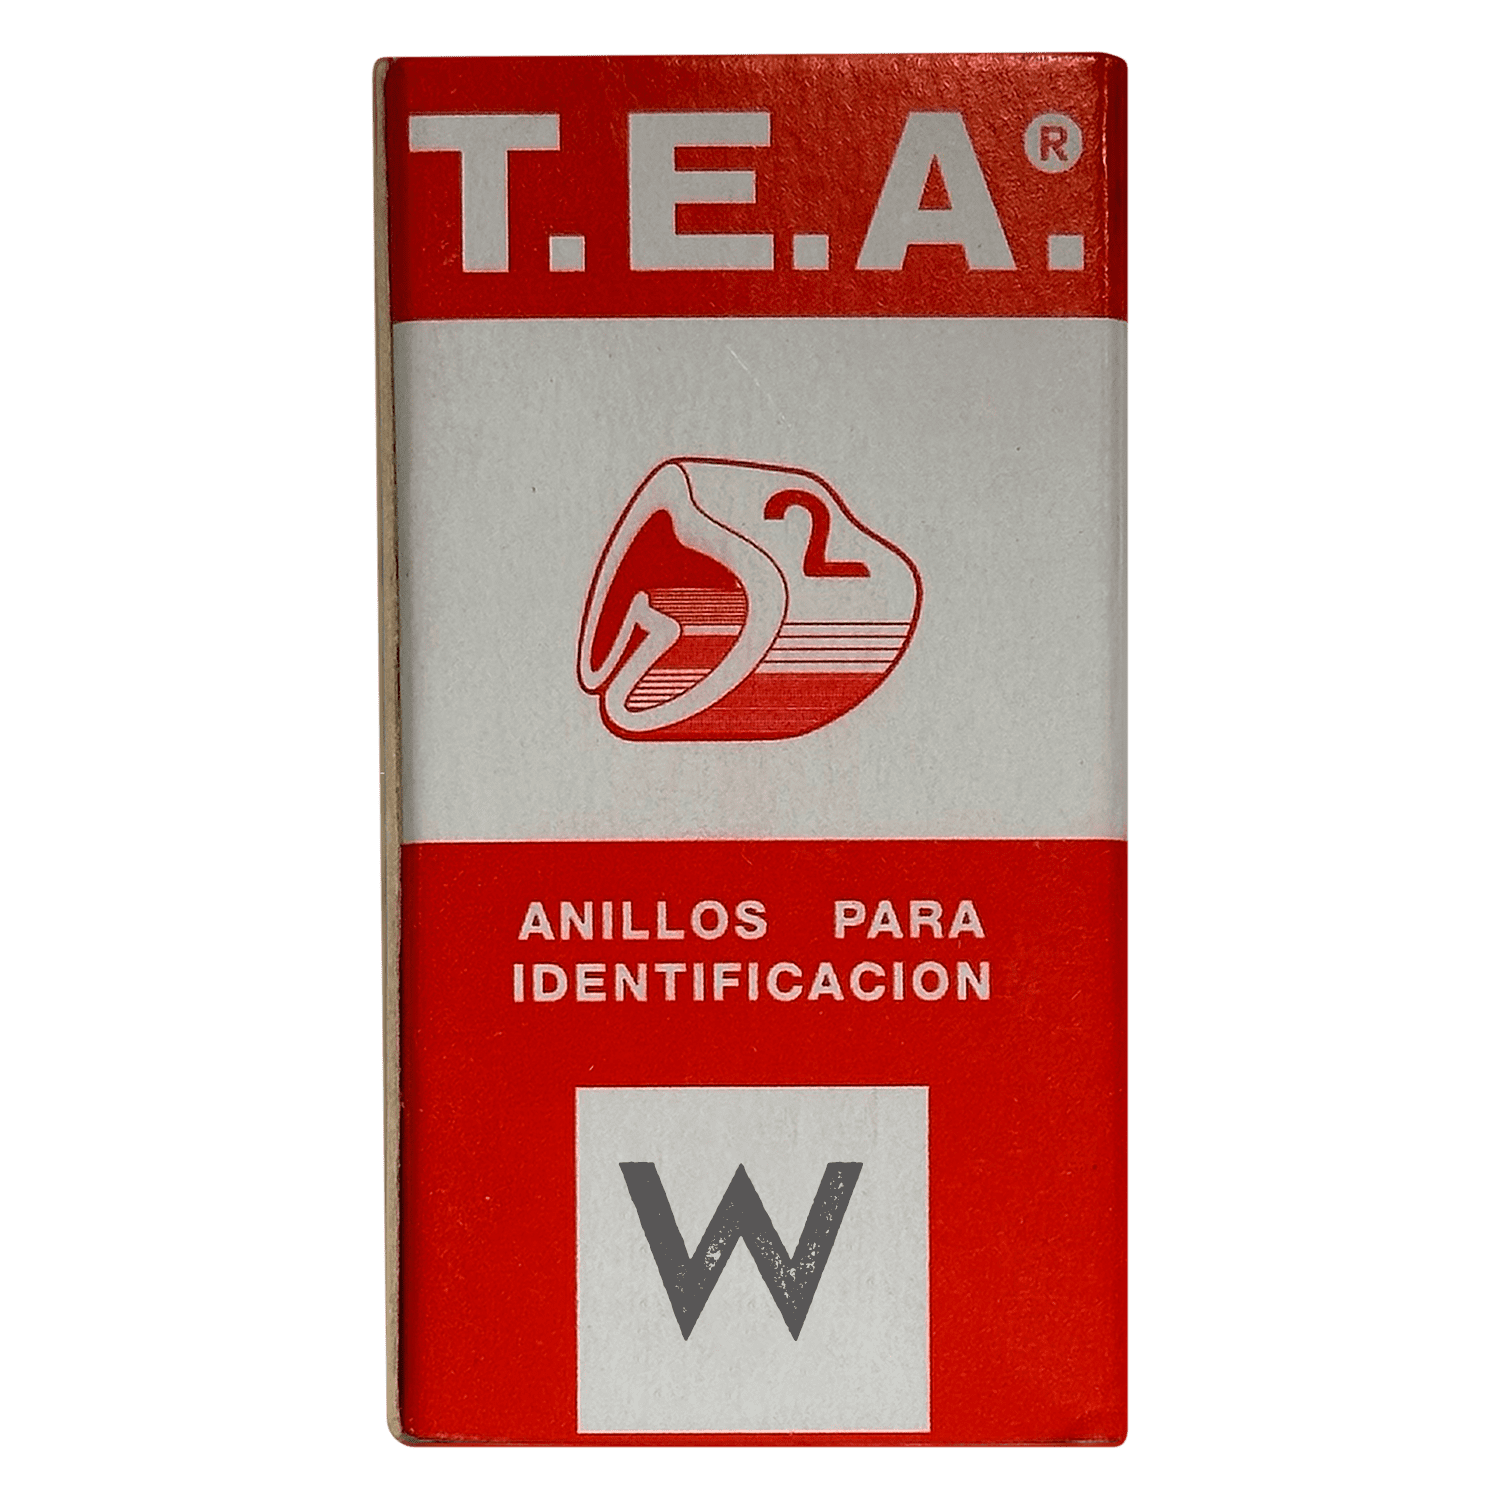 T.E.A.®
2
ANILLOS PARA
IDENTIFICACION
W